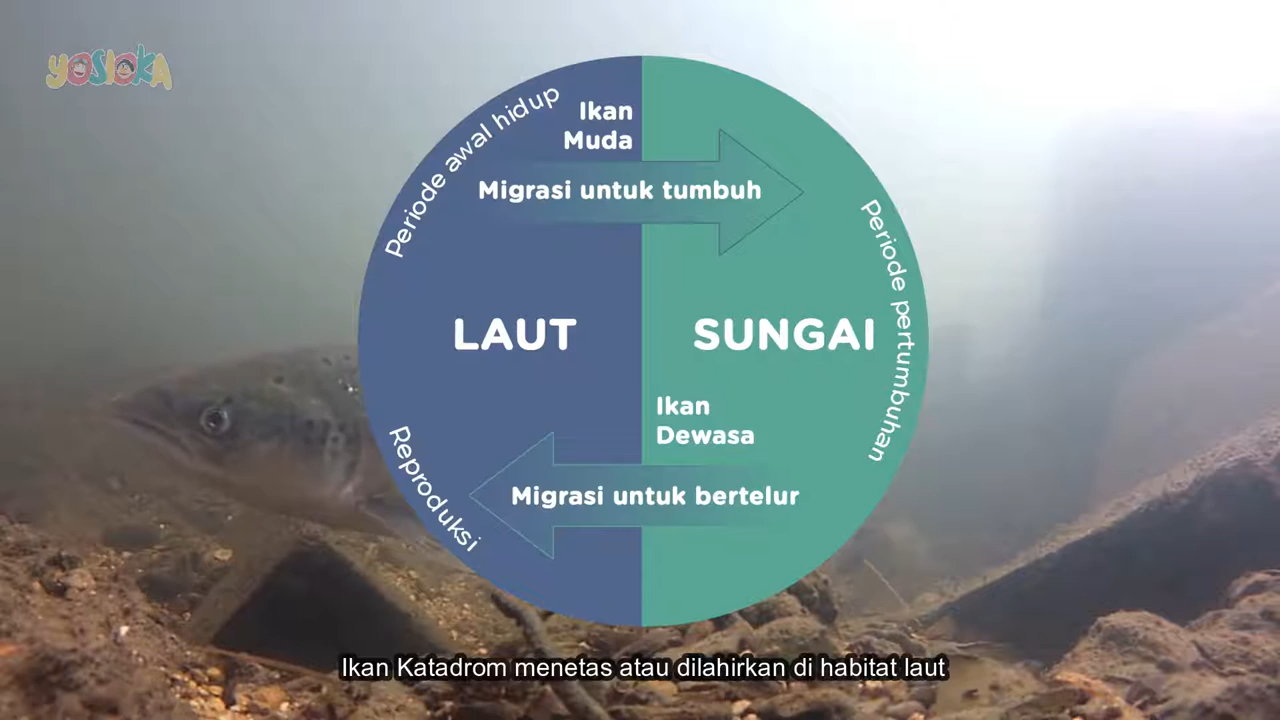 YOSIOKA
Periode awal hidup
Ikan
Muda
Migrasi untuk tumbuh
Periode pertumbuhan
LAUT
SUNGAI
Ikan
Dewasa
Reproduksi
Migrasi untuk bertelur
Ikan Katadrom menetas atau dilahirkan di habitat laut